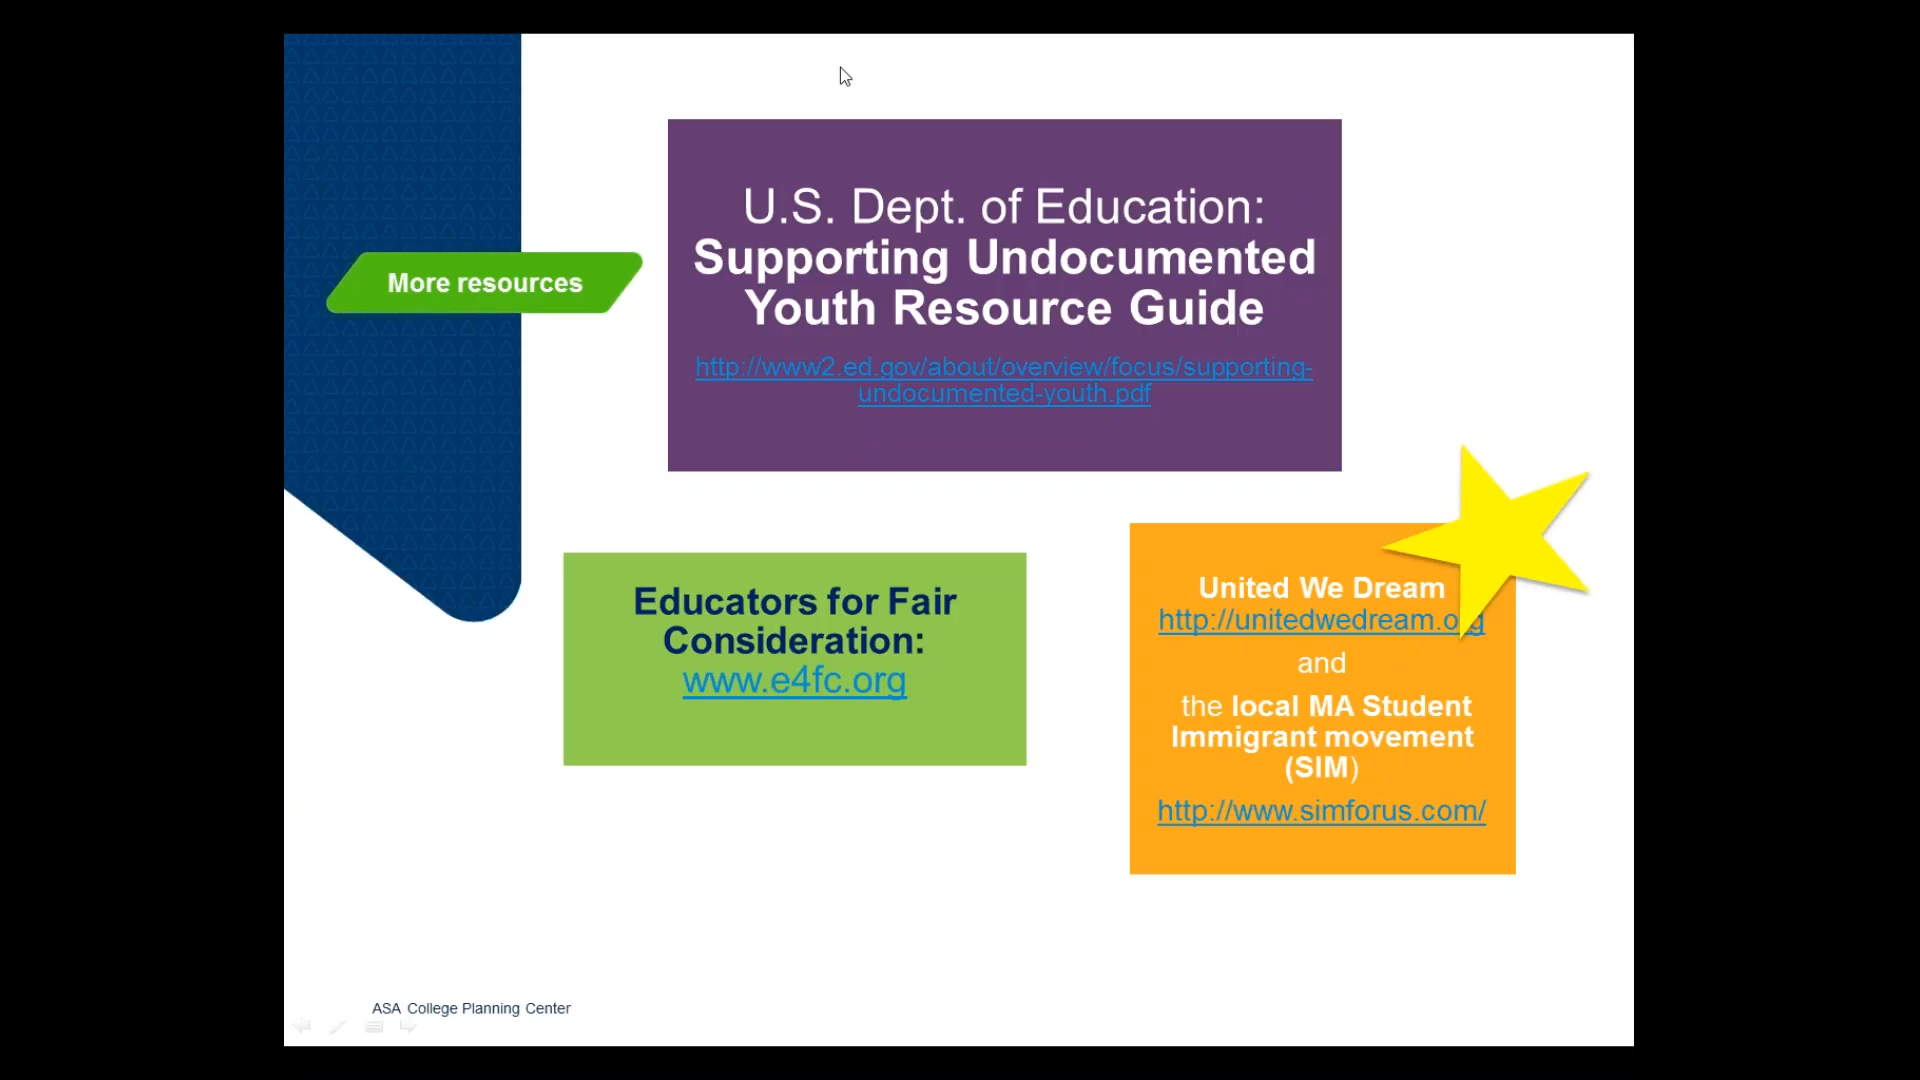 More resources
U.S. Dept. of Education:
Supporting Undocumented
Youth Resource Guide
http://www2.ed.gov/about/overview/focus/supporting-
undocumented-youth.pdf
Educators for Fair
Consideration:
www.e4fc.org
United We Dream
http://unitedwedream.org
and
the local MA Student
Immigrant movement
(SIM)
http://www.simforus.com/
ASA College Planning Center